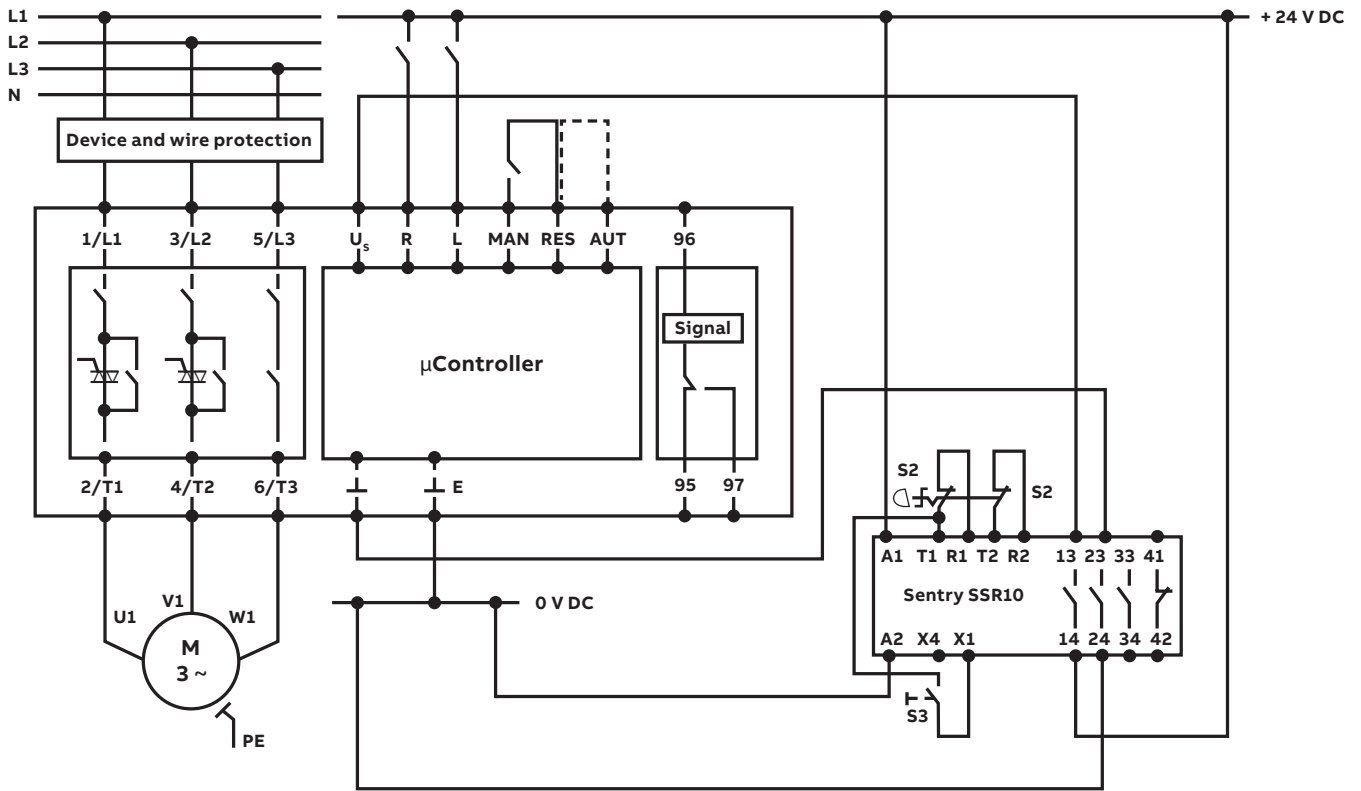 L1
+ 24 V DC
L2
L3
N
Device and wire protection
1/L1 3/L2 5/L3 Us R L MAN RES AUT 96
Signal
µController
2/T1 4/T2 6/T3 E 95 97
S2
S2
A1 T1 R1 T2 R2 13 23 33 41
Sentry SSR10
A2 X4 X1 14 24 34 42
0 V DC
U1 V1 W1
M
3 ~
S3
PE